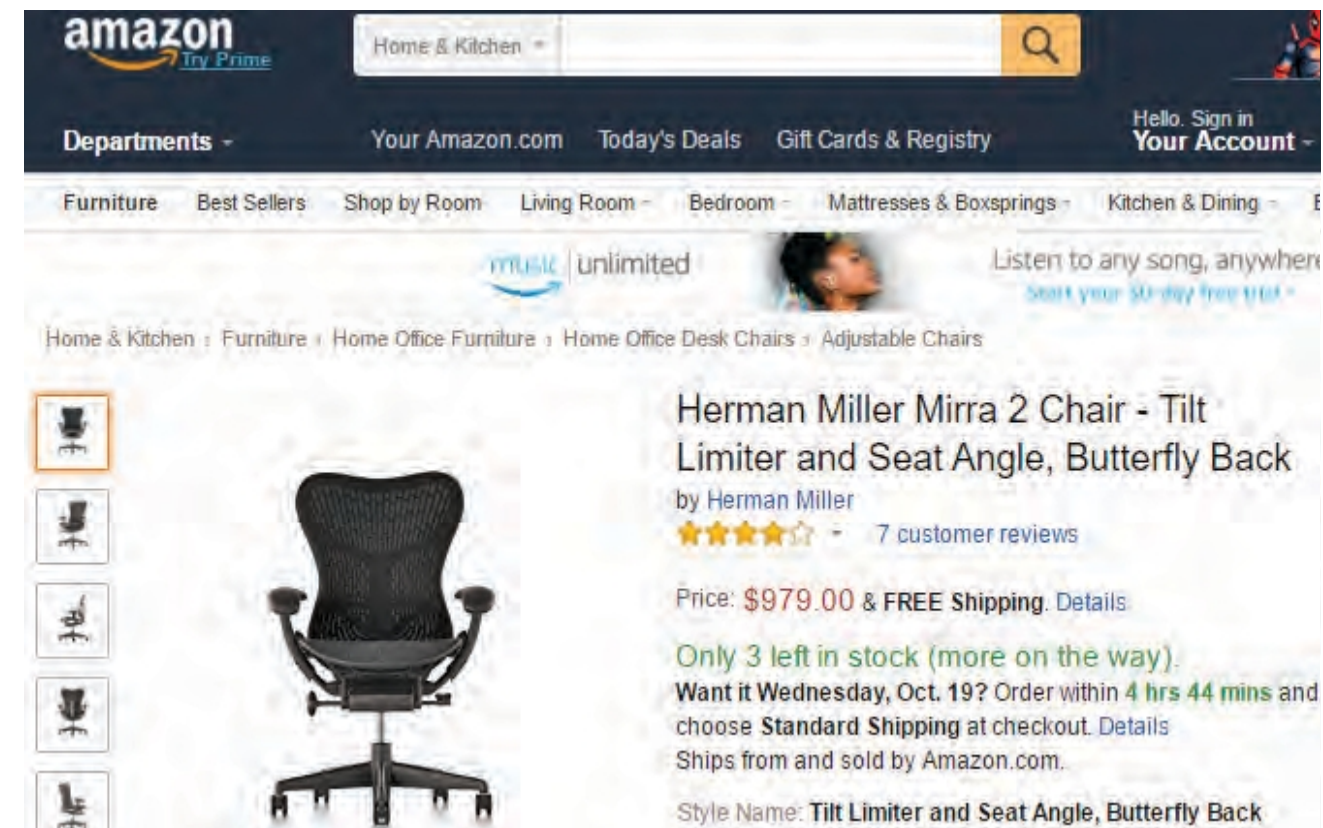 amazon
Try Prime
Home & Kitchen
Departments
Your Amazon.com
Today's Deals
Gift Cards & Registry
Hello. Sign in
Your Account
Furniture
Best Sellers
Shop by Room
Living Room
Bedroom
Mattresses & Boxsprings
Kitchen & Dining
music unlimited
Listen to any song, anywhere
Start your 30-day free trial
Home & Kitchen › Furniture › Home Office Furniture › Home Office Desk Chairs › Adjustable Chairs
Herman Miller Mirra 2 Chair - Tilt
Limiter and Seat Angle, Butterfly Back
by Herman Miller
7 customer reviews
Price: $979.00 & FREE Shipping. Details
Only 3 left in stock (more on the way).
Want it Wednesday, Oct. 19? Order within 4 hrs 44 mins and
choose Standard Shipping at checkout. Details
Ships from and sold by Amazon.com.
Style Name: Tilt Limiter and Seat Angle, Butterfly Back